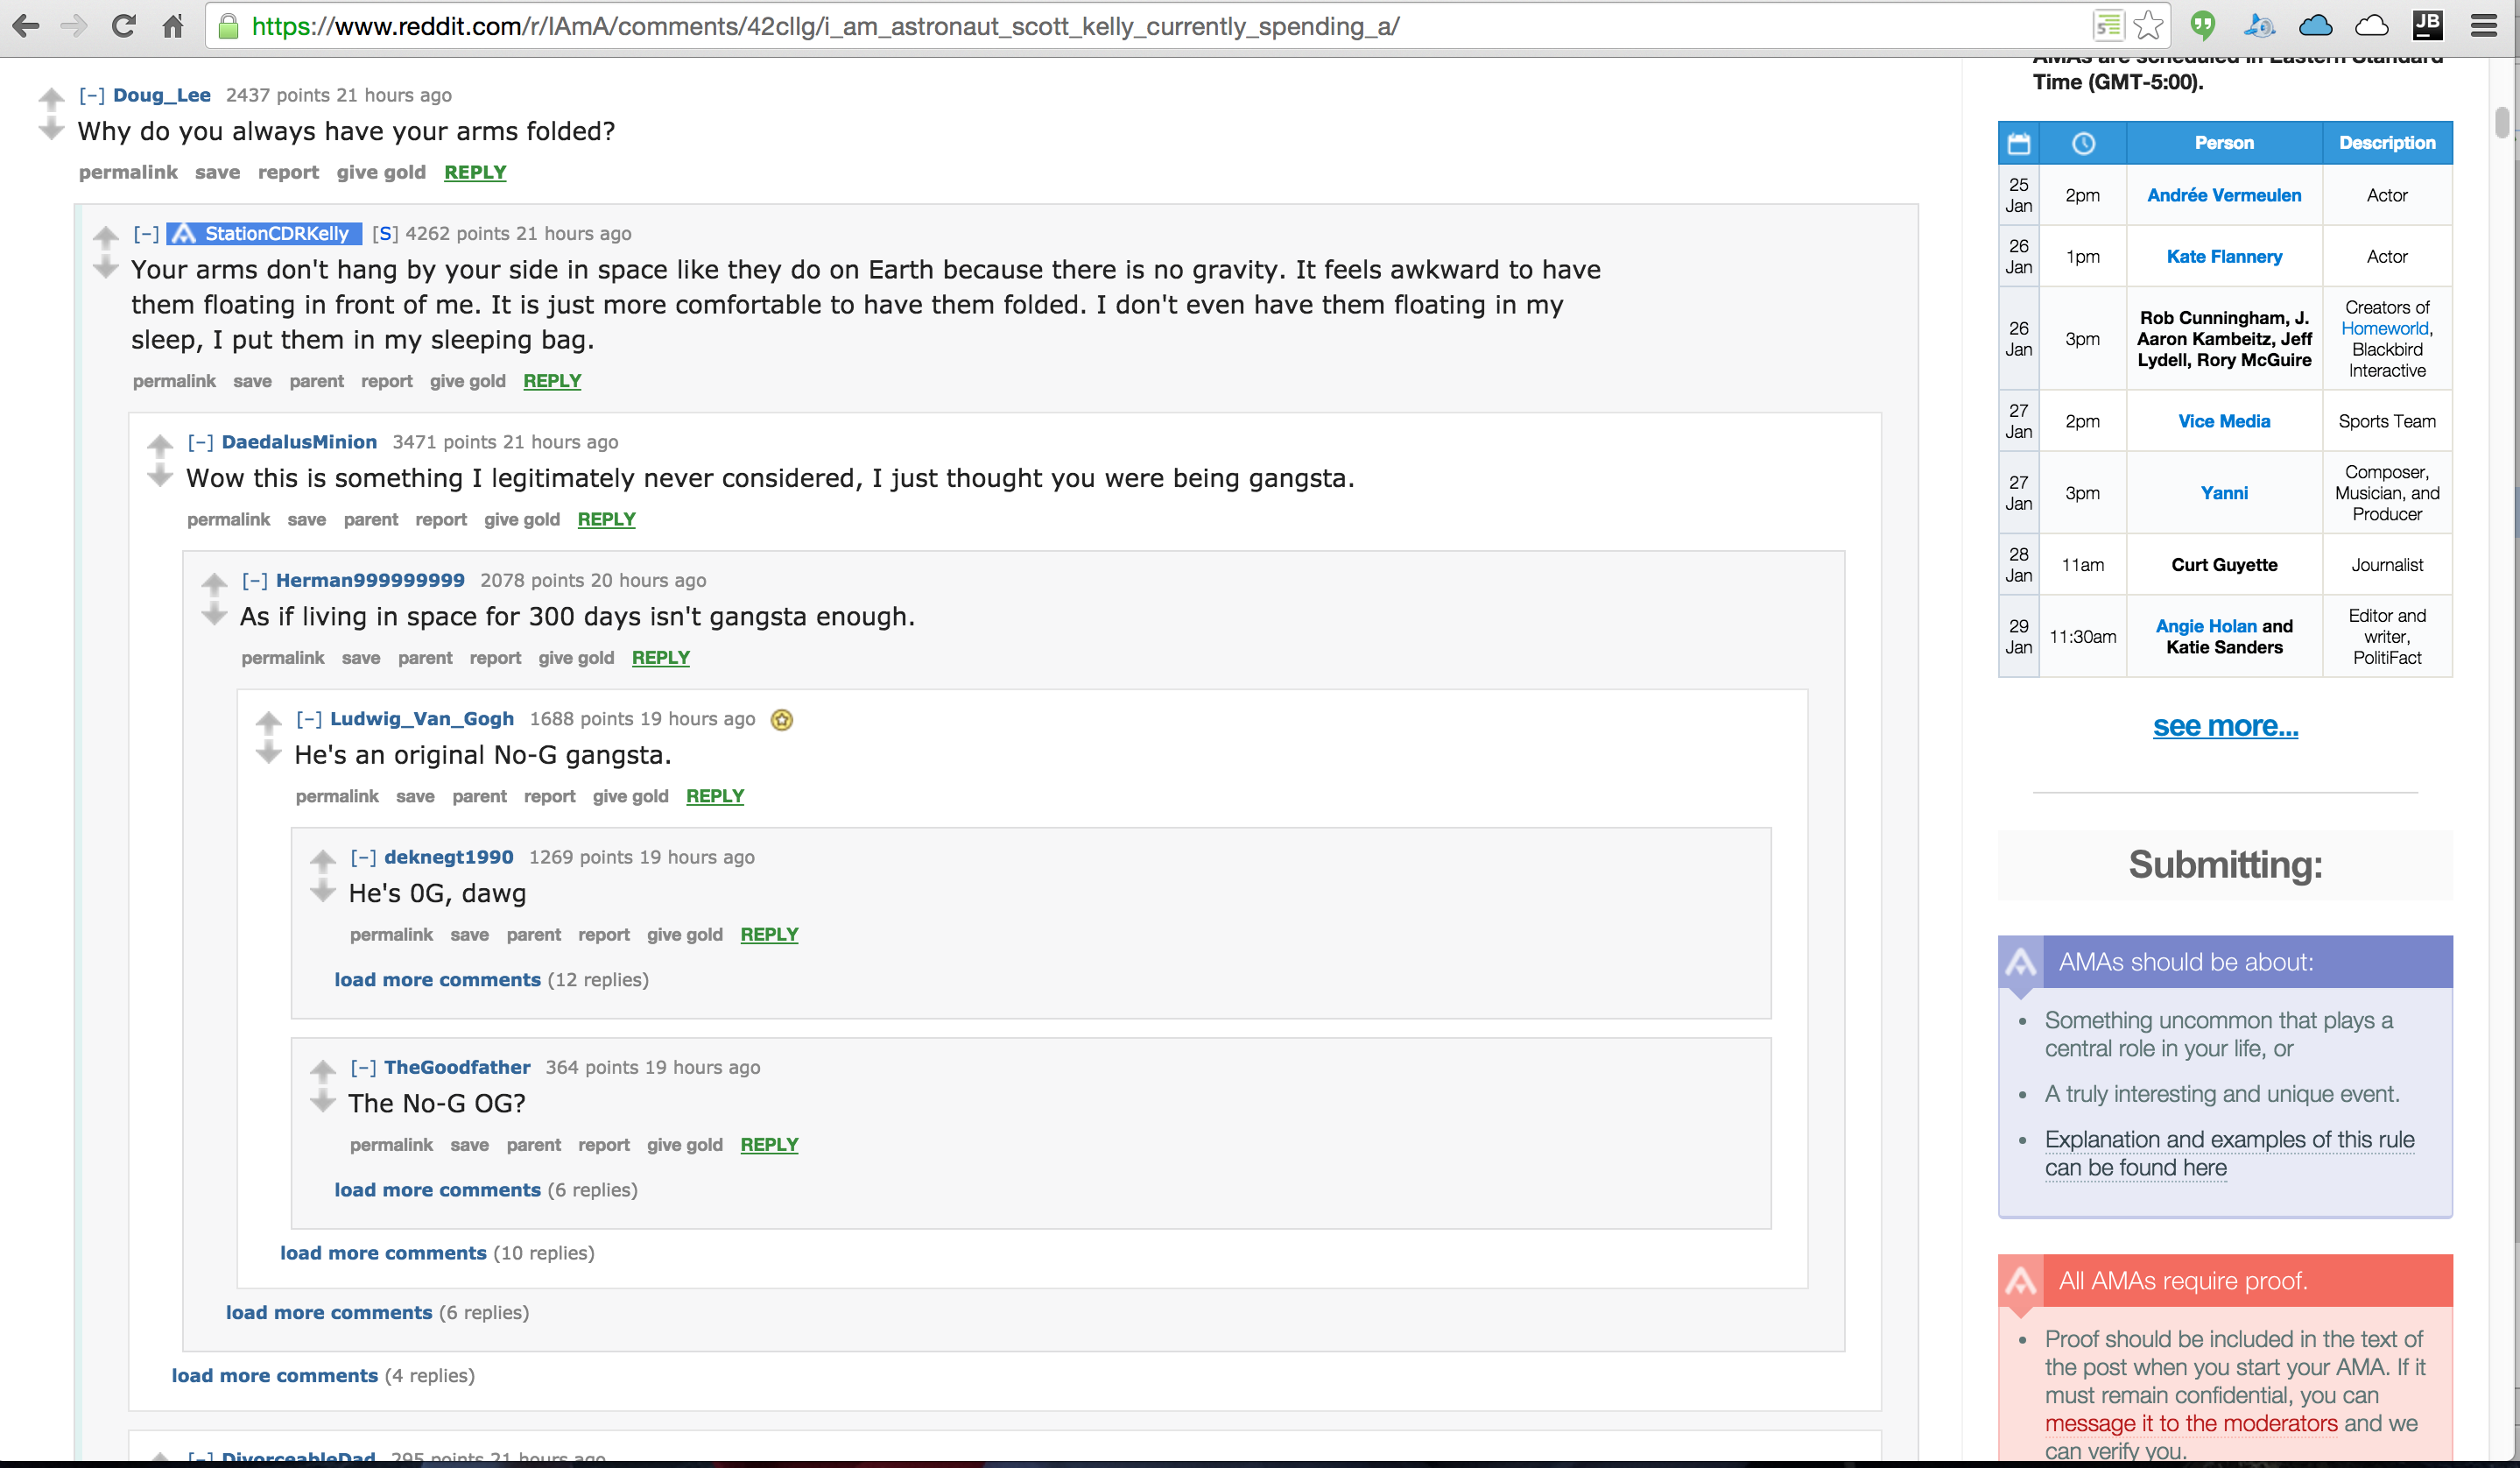 https://www.reddit.com/r/IAmA/comments/42cllg/i_am_astronaut_scott_kelly_currently_spending_a/
JB
[–] Doug_Lee 2437 points 21 hours ago
Why do you always have your arms folded?
permalink save report give gold REPLY
[–] StationCDRKelly [S] 4262 points 21 hours ago
Your arms don't hang by your side in space like they do on Earth because there is no gravity. It feels awkward to have
them floating in front of me. It is just more comfortable to have them folded. I don't even have them floating in my
sleep, I put them in my sleeping bag.
permalink save parent report give gold REPLY
[–] DaedalusMinion 3471 points 21 hours ago
Wow this is something I legitimately never considered, I just thought you were being gangsta.
permalink save parent report give gold REPLY
[–] Herman999999999 2078 points 20 hours ago
As if living in space for 300 days isn't gangsta enough.
permalink save parent report give gold REPLY
[–] Ludwig_Van_Gogh 1688 points 19 hours ago
He's an original No-G gangsta.
permalink save parent report give gold REPLY
[–] deknegt1990 1269 points 19 hours ago
He's 0G, dawg
permalink save parent report give gold REPLY
load more comments (12 replies)
[–] TheGoodfather 364 points 19 hours ago
The No-G OG?
permalink save parent report give gold REPLY
load more comments (6 replies)
load more comments (10 replies)
load more comments (6 replies)
load more comments (4 replies)
[–] DivorceableDad 295 points 21 hours ago
AMAs are scheduled in Eastern Standard
Time (GMT-5:00).
Person Description
25 Jan 2pm Andrée Vermeulen Actor
26 Jan 1pm Kate Flannery Actor
26 Jan 3pm Rob Cunningham, J. Aaron Kambeitz, Jeff Lydell, Rory McGuire Creators of Homeworld, Blackbird Interactive
27 Jan 2pm Vice Media Sports Team
27 Jan 3pm Yanni Composer, Musician, and Producer
28 Jan 11am Curt Guyette Journalist
29 Jan 11:30am Angie Holan and Katie Sanders Editor and writer, PolitiFact
see more...
Submitting:
AMAs should be about:
• Something uncommon that plays a
central role in your life, or
• A truly interesting and unique event.
• Explanation and examples of this rule
can be found here
All AMAs require proof.
• Proof should be included in the text of
the post when you start your AMA. If it
must remain confidential, you can
message it to the moderators and we
can verify you.